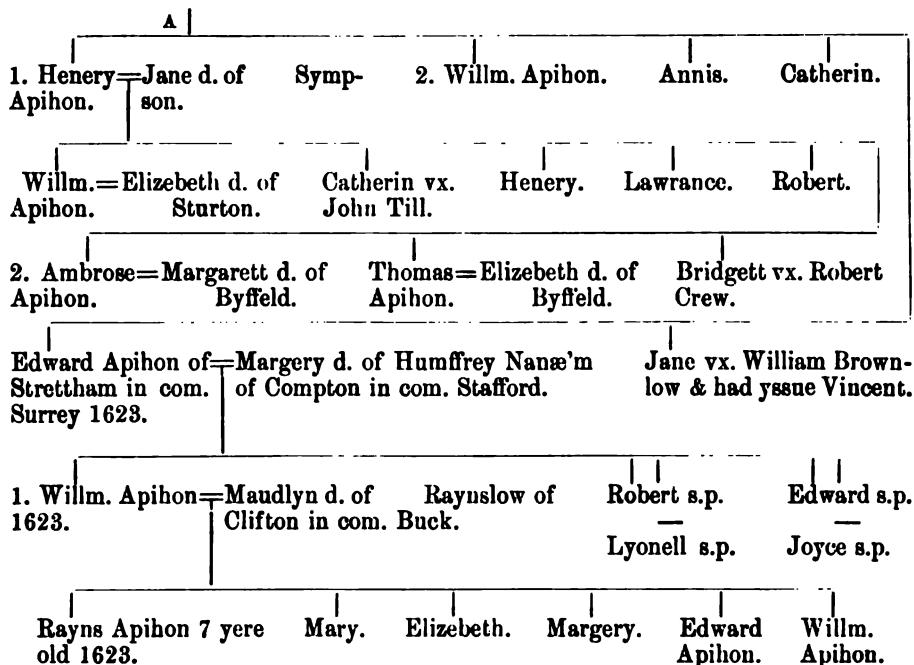 A
1. Henery=Jane d. of Symp- 2. Willm. Apihon. Annis. Catherin.
Apihon. son.
Willm.=Elizebeth d. of Catherin vx. Henery. Lawrance. Robert.
Apihon. Sturton. John Till.
2. Ambrose=Margarett d. of Thomas=Elizebeth d. of Bridgett vx. Robert
Apihon. Byffeld. Apihon. Byffeld. Crew.
Edward Apihon of=Margery d. of Humffrey Nanæ'm Jane vx. William Brown-
Strettham in com. of Compton in com. Stafford. low & had yssue Vincent.
Surrey 1623.
1. Willm. Apihon=Maudlyn d. of Raynslow of Robert s.p. Edward s.p.
1623. Clifton in com. Buck.
Lyonell s.p. Joyce s.p.
Rayns Apihon 7 yere Mary. Elizebeth. Margery. Edward Willm.
old 1623. Apihon. Apihon.